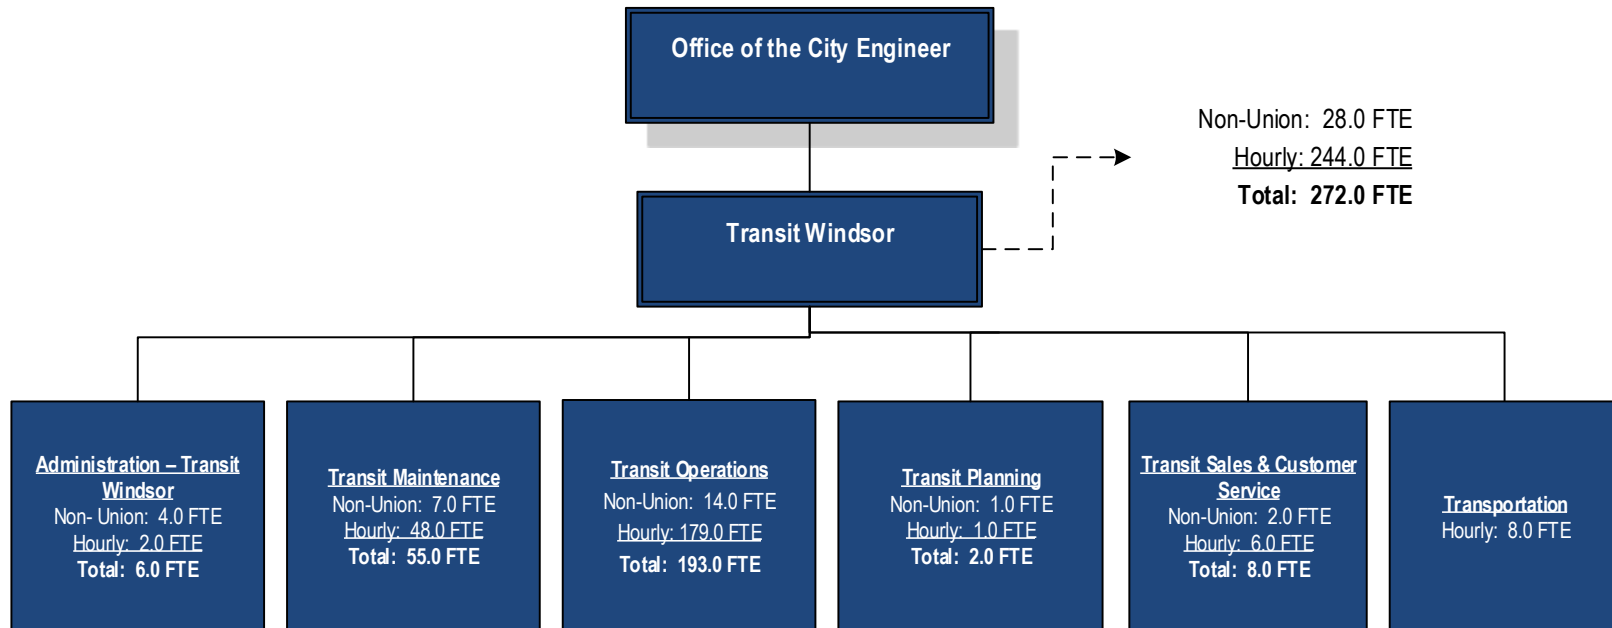 Office of the City Engineer
Non-Union: 28.0 FTE
Hourly: 244.0 FTE
Total: 272.0 FTE
Transit Windsor
Administration – Transit
Windsor
Non- Union: 4.0 FTE
Hourly: 2.0 FTE
Total: 6.0 FTE
Transit Maintenance
Non-Union: 7.0 FTE
Hourly: 48.0 FTE
Total: 55.0 FTE
Transit Operations
Non-Union: 14.0 FTE
Hourly: 179.0 FTE
Total: 193.0 FTE
Transit Planning
Non-Union: 1.0 FTE
Hourly: 1.0 FTE
Total: 2.0 FTE
Transit Sales & Customer
Service
Non-Union: 2.0 FTE
Hourly: 6.0 FTE
Total: 8.0 FTE
Transportation
Hourly: 8.0 FTE